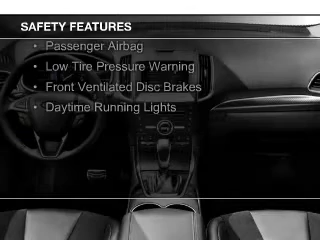 SAFETY FEATURES
• Passenger Airbag
• Low Tire Pressure Warning
• Front Ventilated Disc Brakes
• Daytime Running Lights